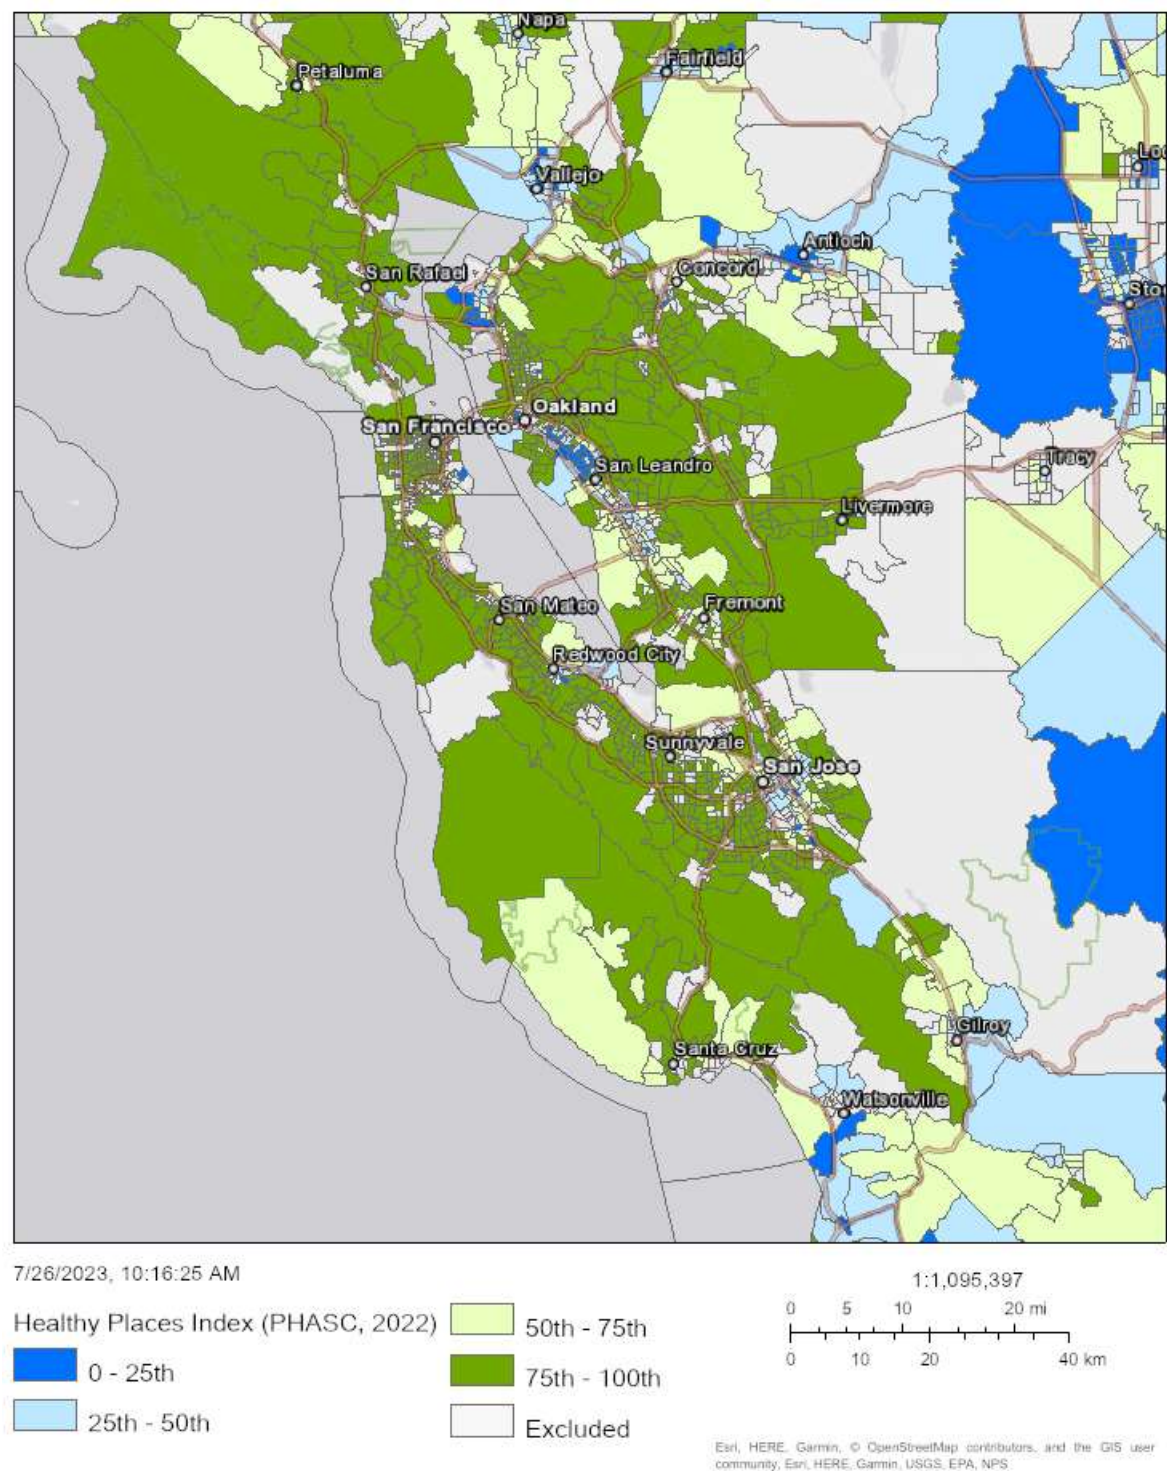 Napa
Fairfield
Petaluma
Vallejo
Antioch
San Rafael
Concord
Oakland
San Francisco
San Leandro
Tracy
Livermore
San Mateo
Fremont
Redwood City
Sunnyvale
San Jose
Gilroy
Santa Cruz
Watsonville
7/26/2023, 10:16:25 AM
1:1,095,397
0 5 10 20 mi
0 10 20 40 km
Healthy Places Index (PHASC, 2022)
0 - 25th
25th - 50th
50th - 75th
75th - 100th
Excluded
Esri, HERE, Garmin, © OpenStreetMap contributors, and the GIS user
community, Esri, HERE, Garmin, USGS, EPA, NPS